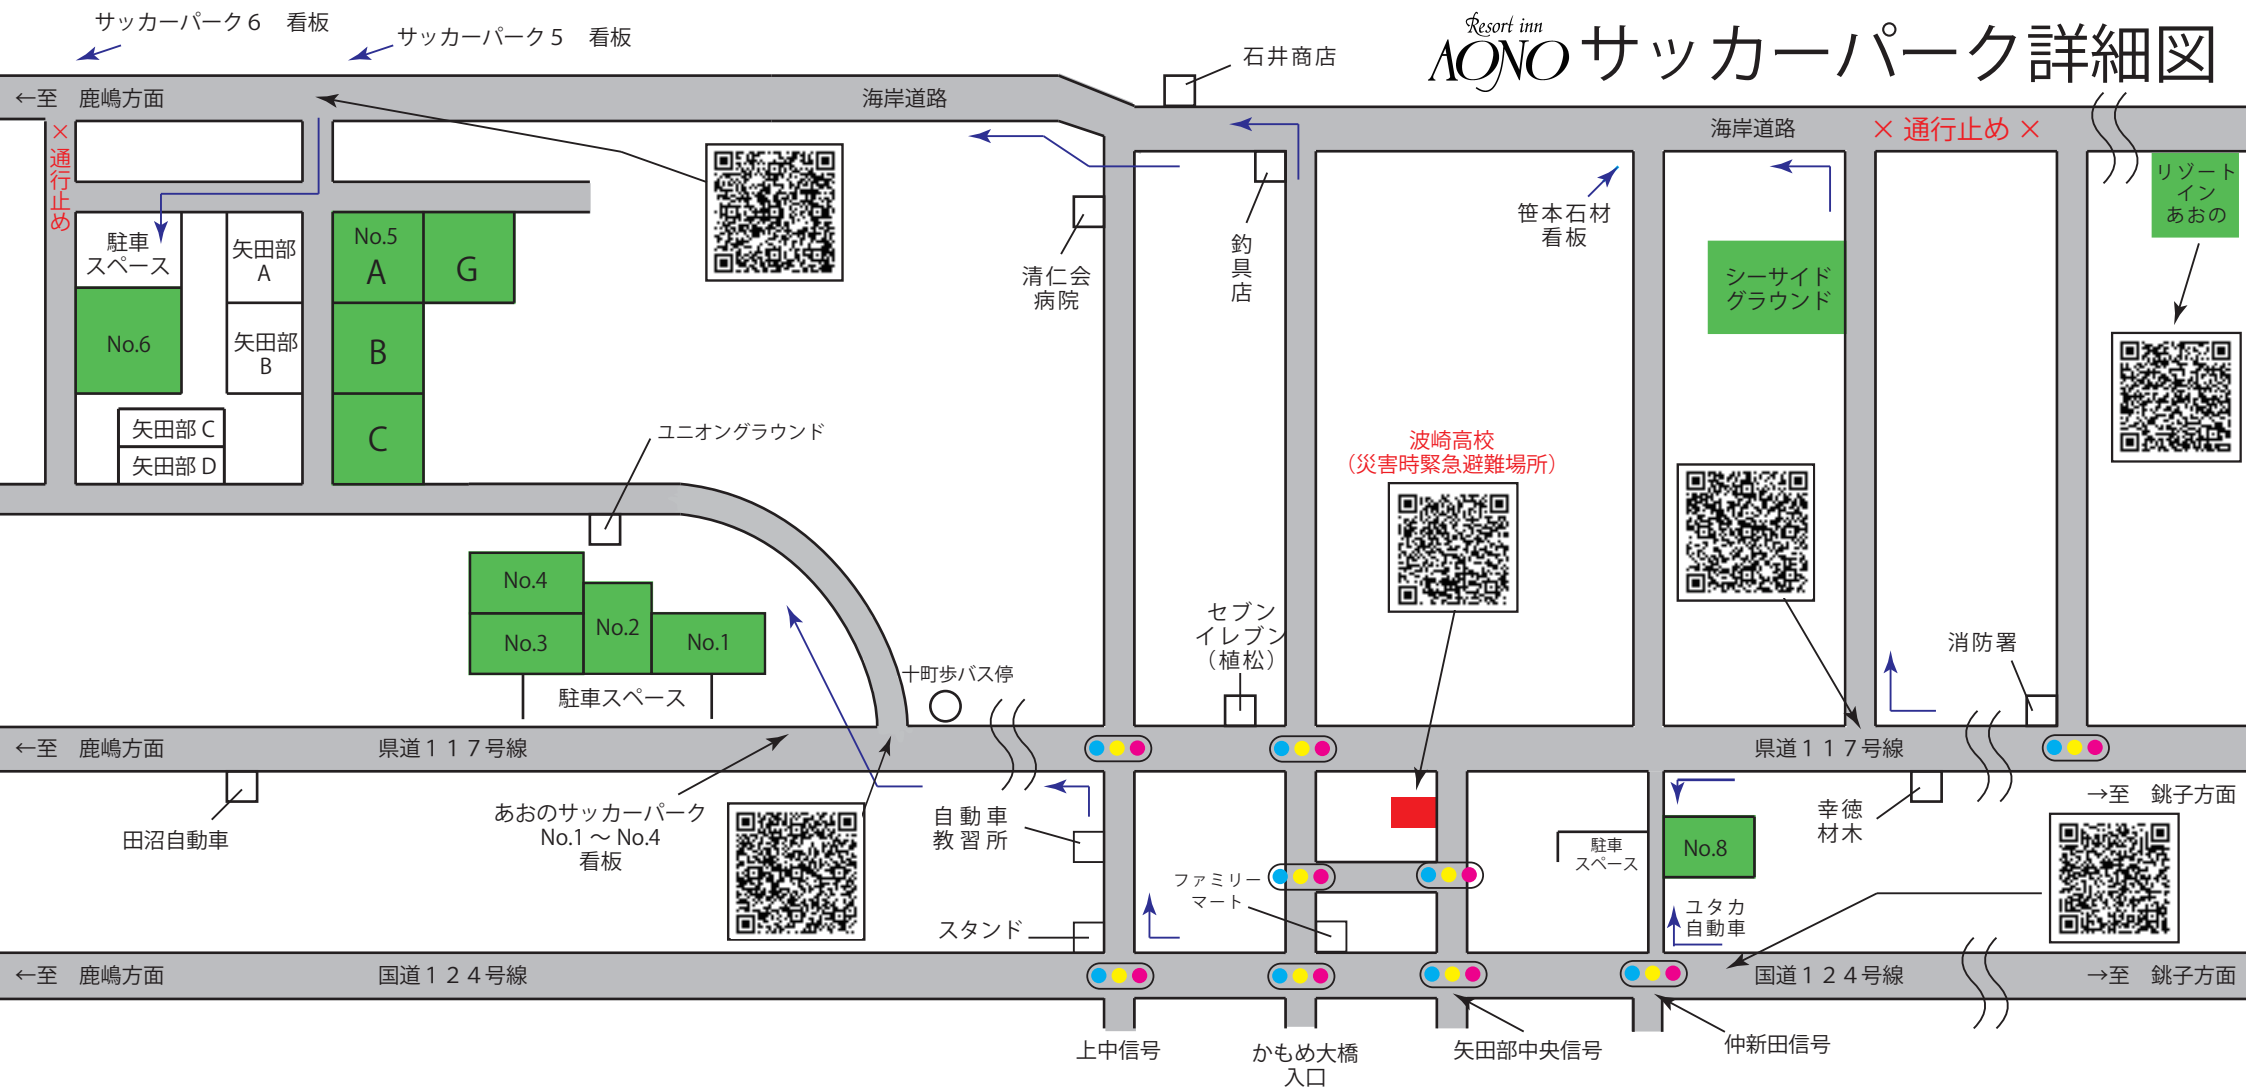 サッカーパーク６　看板
サッカーパーク５　看板
石井商店
Resort inn
AONO サッカーパーク詳細図
←至　鹿嶋方面
海岸道路
海岸道路
× 通行止め ×
× 通行止め
リゾート
イン
あおの
笹本石材
看板
釣具店
清仁会
病院
駐車
スペース
矢田部
A
No.5
A
G
シーサイド
グラウンド
No.6
矢田部
B
B
矢田部 C
矢田部 D
C
ユニオングラウンド
波崎高校
（災害時緊急避難場所）
No.4
No.3
No.2
No.1
駐車スペース
セブン
イレブン
（植松）
消防署
十町歩バス停
←至　鹿嶋方面
県道１１７号線
県道１１７号線
→至　銚子方面
田沼自動車
あおのサッカーパーク
No.1 ～ No.4
看板
自動車
教習所
幸徳
材木
駐車
スペース
No.8
ファミリー
マート
ユタカ
自動車
スタンド
←至　鹿嶋方面
国道１２４号線
国道１２４号線
→至　銚子方面
上中信号
かもめ大橋
入口
矢田部中央信号
仲新田信号